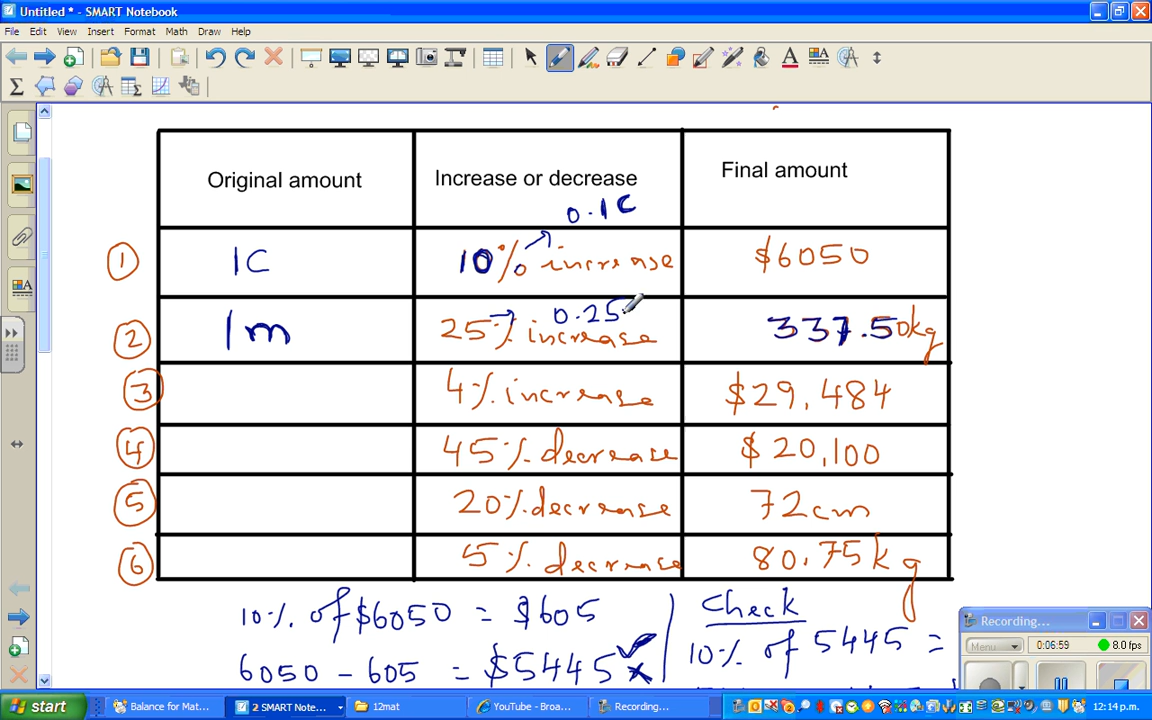 Untitled * - SMART Notebook
File Edit View Insert Format Math Draw Help
Original amount Increase or decrease Final amount
0.1C
1 1C 10% increase $6050
0.25
2 1m 25% increase 337.50kg
3 4% increase $29,484
4 45% decrease $20,100
5 20% decrease 72cm
6 5% decrease 80.75kg
10% of $6050 = $605 Check
6050 - 605 = $5445 10% of 5445 =
Recording...
Menu 0:06:59 8.0 fps
start Balance for Mat... 2 SMART Note... 12mat YouTube - Broa... Recording... 12:14 p.m.